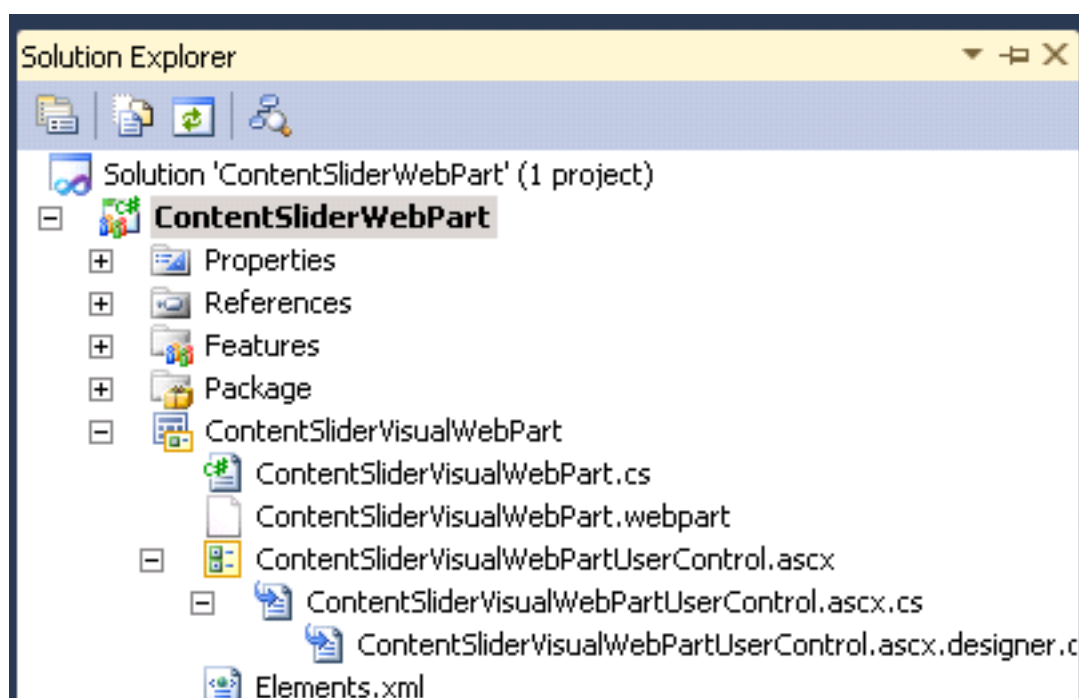 Solution Explorer
Solution 'ContentSliderWebPart' (1 project)
ContentSliderWebPart
Properties
References
Features
Package
ContentSliderVisualWebPart
ContentSliderVisualWebPart.cs
ContentSliderVisualWebPart.webpart
ContentSliderVisualWebPartUserControl.ascx
ContentSliderVisualWebPartUserControl.ascx.cs
ContentSliderVisualWebPartUserControl.ascx.designer.c
Elements.xml